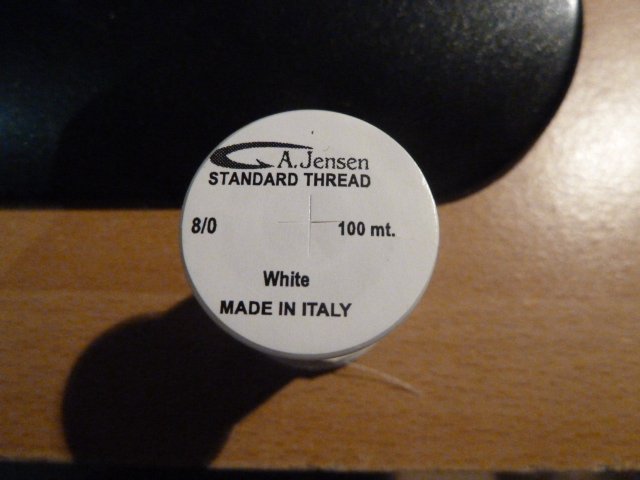 A. Jensen
STANDARD THREAD
8/0 100 mt.
White
MADE IN ITALY